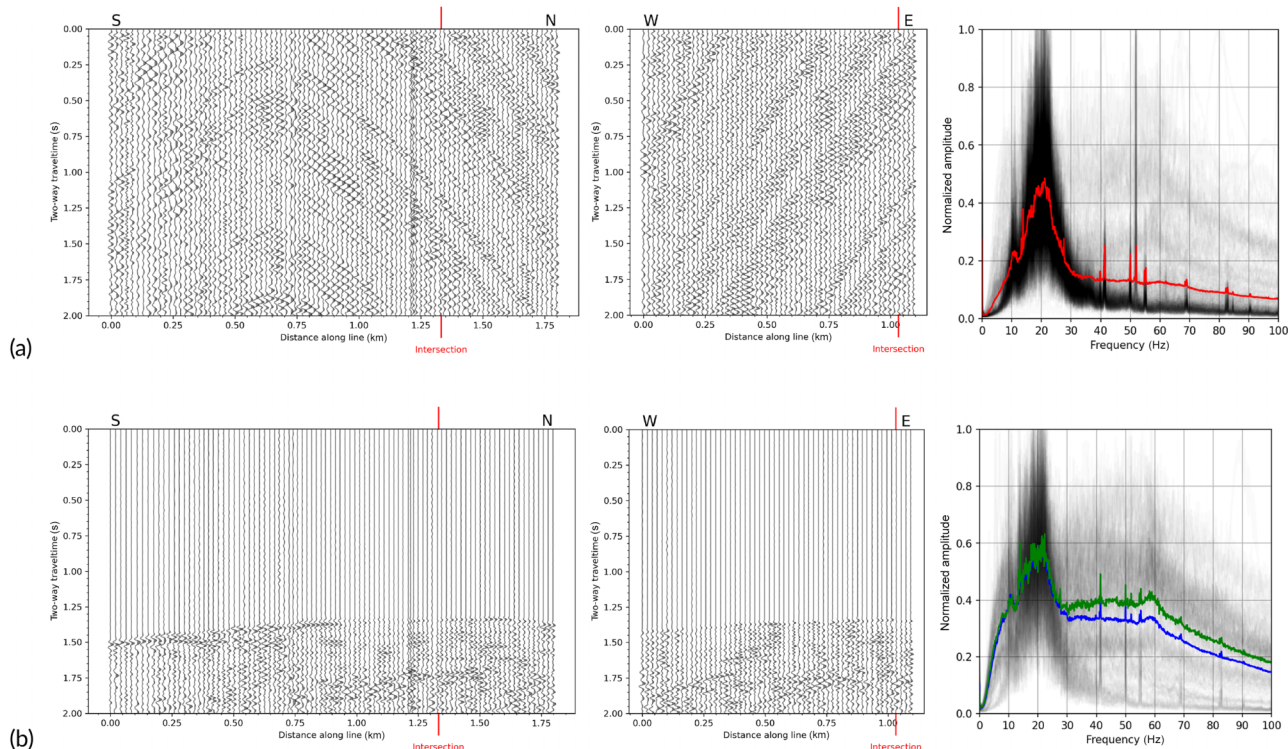 S
N
0.00
0.25
0.50
0.75
1.00
1.25
1.50
1.75
2.00
Two-way traveltime (s)
0.00 0.25 0.50 0.75 1.00 1.25 1.50 1.75
Distance along line (km)
Intersection
W
E
0.00
0.25
0.50
0.75
1.00
1.25
1.50
1.75
2.00
Two-way traveltime (s)
0.00 0.25 0.50 0.75 1.00
Distance along line (km)
Intersection
1.0
0.8
0.6
0.4
0.2
0.0
Normalized amplitude
0 10 20 30 40 50 60 70 80 90 100
Frequency (Hz)
(a)
S
N
0.00
0.25
0.50
0.75
1.00
1.25
1.50
1.75
2.00
Two-way traveltime (s)
0.00 0.25 0.50 0.75 1.00 1.25 1.50 1.75
Distance along line (km)
Intersection
W
E
0.00
0.25
0.50
0.75
1.00
1.25
1.50
1.75
2.00
Two-way traveltime (s)
0.00 0.25 0.50 0.75 1.00
Distance along line (km)
Intersection
1.0
0.8
0.6
0.4
0.2
0.0
Normalized amplitude
0 10 20 30 40 50 60 70 80 90 100
Frequency (Hz)
(b)